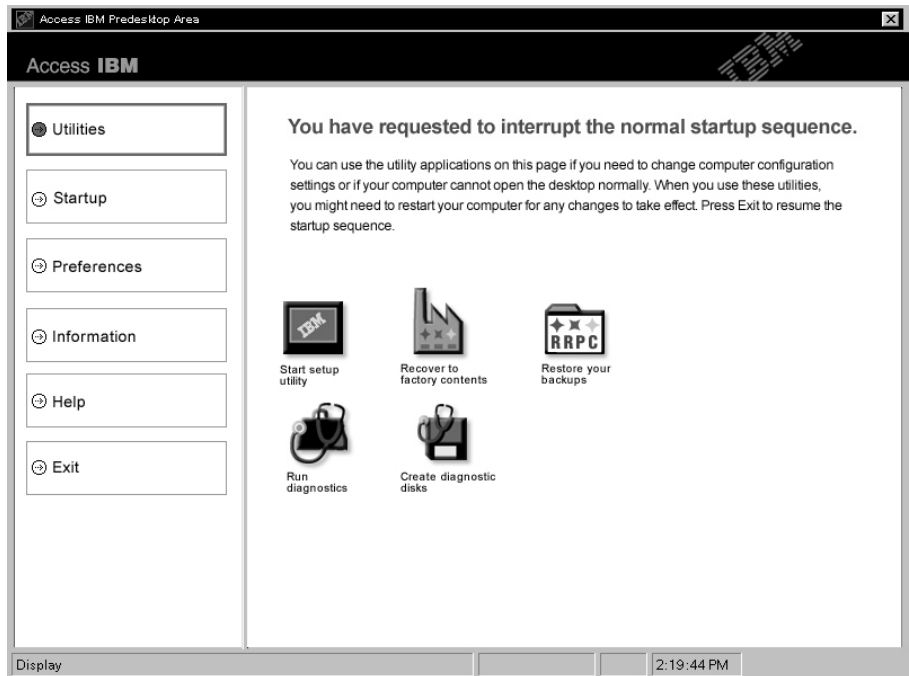 Access IBM Predesktop Area
Access IBM
IBM
Utilities
Startup
Preferences
Information
Help
Exit
You have requested to interrupt the normal startup sequence.
You can use the utility applications on this page if you need to change computer configuration
settings or if your computer cannot open the desktop normally. When you use these utilities,
you might need to restart your computer for any changes to take effect. Press Exit to resume the
startup sequence.
IBM
Start setup
utility
Recover to
factory contents
RRPC
Restore your
backups
Run
diagnostics
Create diagnostic
disks
Display
2:19:44 PM